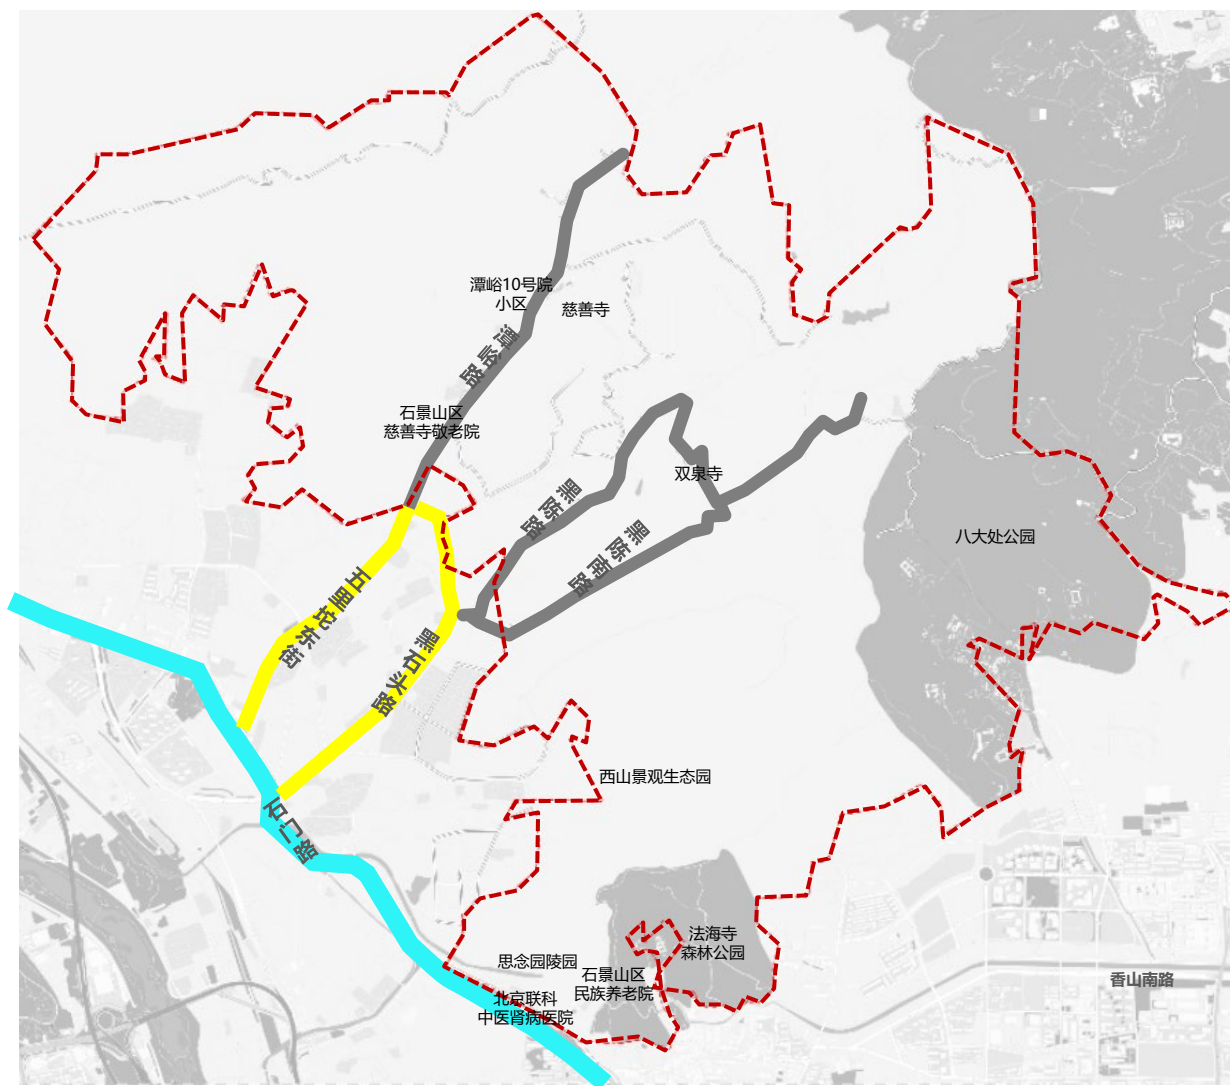 潭峪10号院
小区
慈善寺
潭峪路
石景山区
慈善寺敬老院
双泉寺
黑陈路
黑陈南路
八大处公园
五里坨东街
黑石头路
西山景观生态园
石门路
法海寺
森林公园
思念园陵园
石景山区
民族养老院
香山南路
北京联科
中医肾病医院